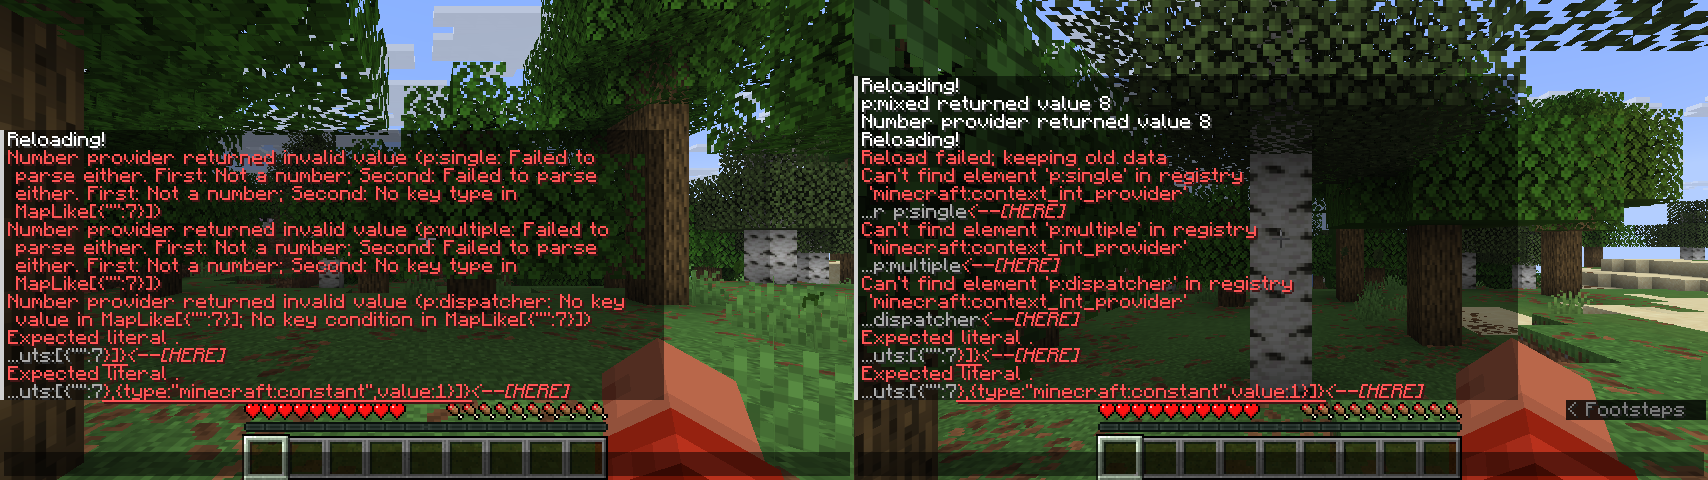 Reloading!
Number provider returned invalid value (p:single: Failed to
parse either. First: Not a number; Second: Failed to parse
either. First: Not a number; Second: No key type in
MapLike[{"":7}])
Number provider returned invalid value (p:multiple: Failed to
parse either. First: Not a number; Second: Failed to parse
either. First: Not a number; Second: No key type in
MapLike[{"":7}])
Number provider returned invalid value (p:dispatcher: No key
value in MapLike[{"":7}]; No key condition in MapLike[{"":7}])
Expected literal .
...uts:[{"":7}]}<--[HERE]
Expected literal .
...uts:[{"":7},{type:"minecraft:constant",value:1}]}<--[HERE]
Reloading!
p:mixed returned value 8
Number provider returned value 8
Reloading!
Reload failed; keeping old data
Can't find element 'p:single' in registry
'minecraft:context_int_provider'
...r p:single<--[HERE]
Can't find element 'p:multiple' in registry
'minecraft:context_int_provider'
...p:multiple<--[HERE]
Can't find element 'p:dispatcher' in registry
'minecraft:context_int_provider'
...dispatcher<--[HERE]
Expected literal .
...uts:[{"":7}]}<--[HERE]
Expected literal .
...uts:[{"":7},{type:"minecraft:constant",value:1}]}<--[HERE]
< Footsteps